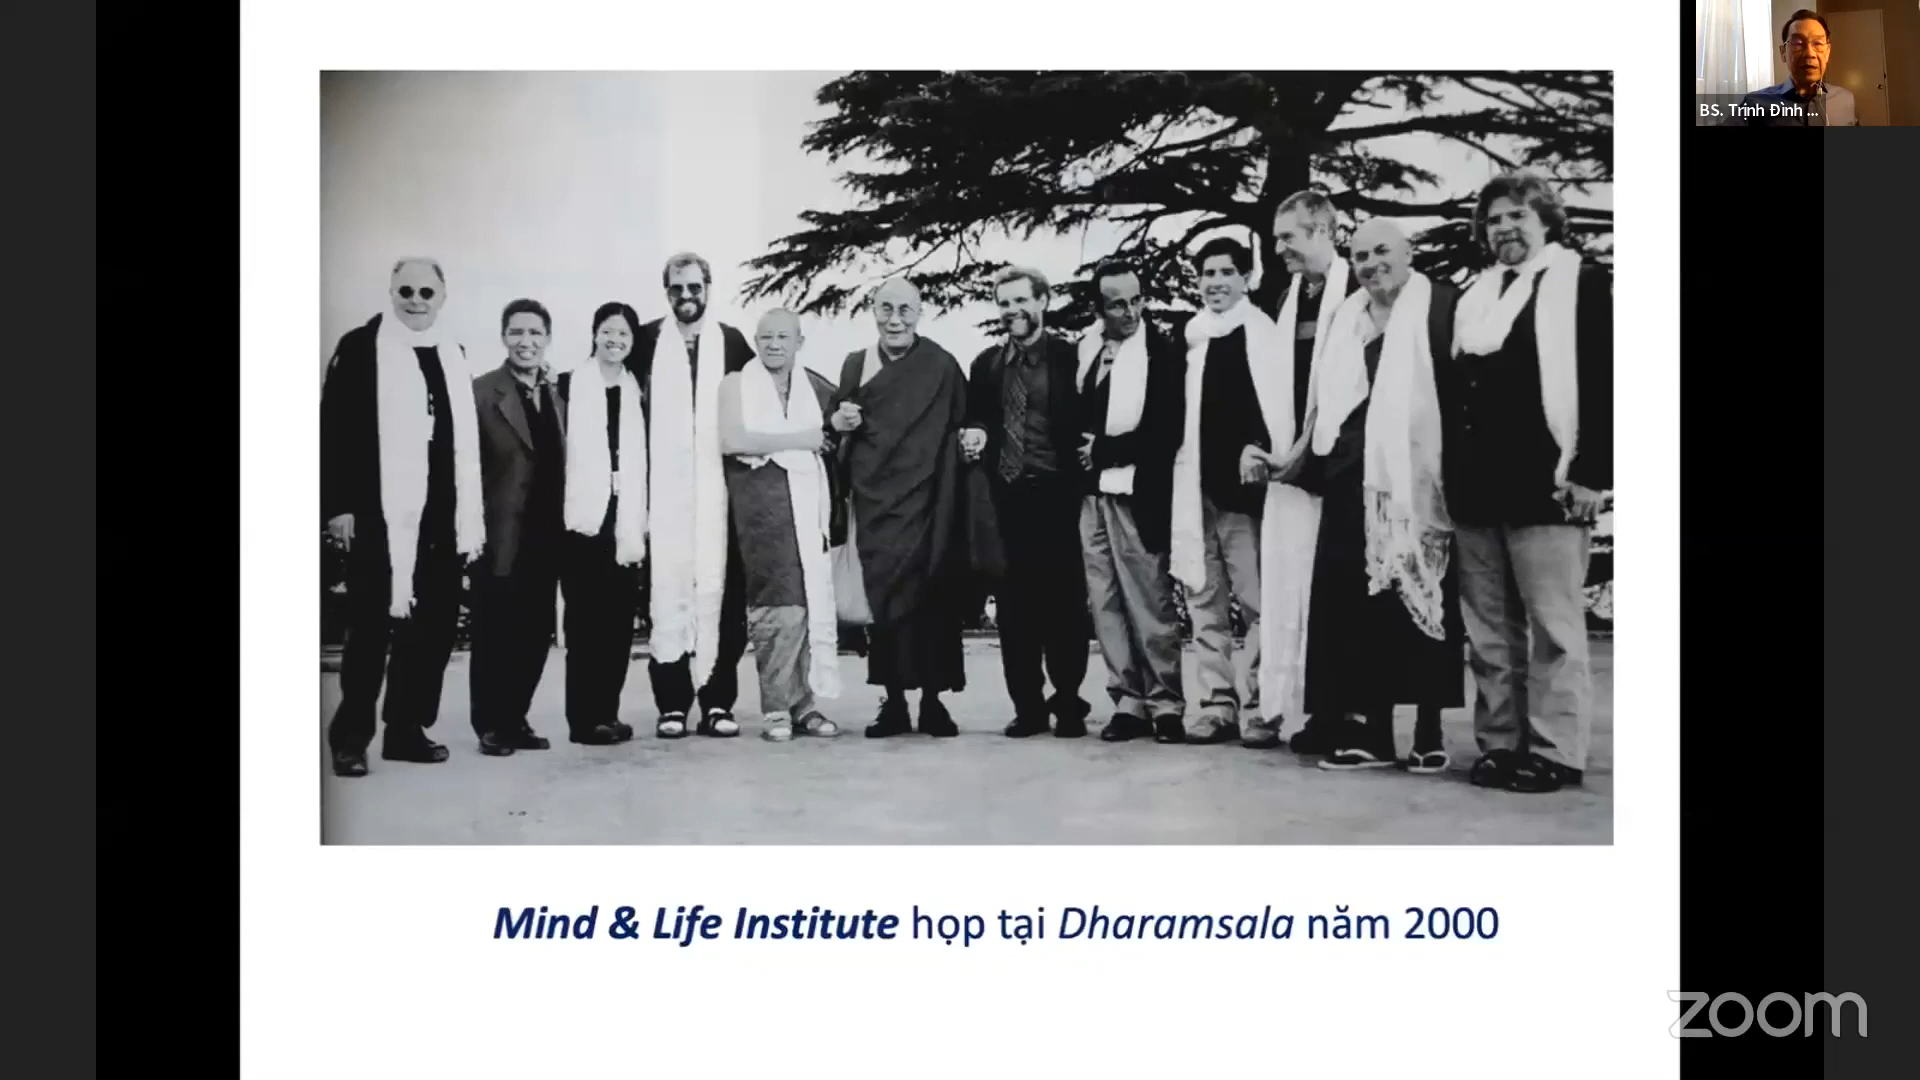 BS. Trịnh Đình ...
Mind & Life Institute họp tại Dharamsala năm 2000
zoom